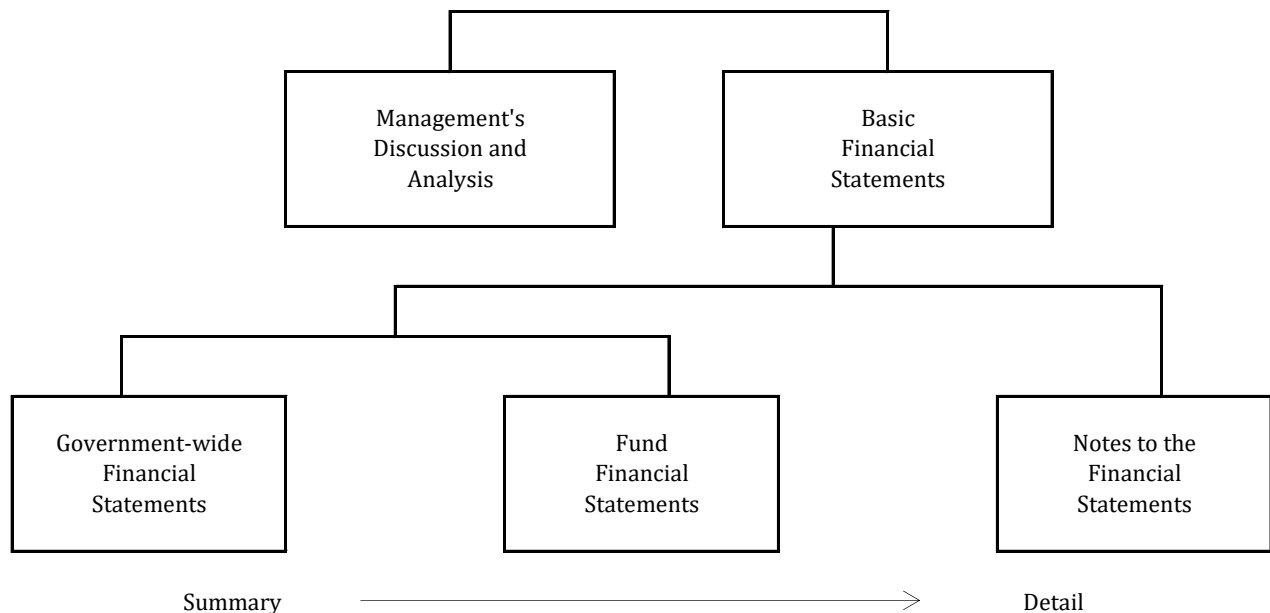 Management's
Discussion and
Analysis
Basic
Financial
Statements
Government-wide
Financial
Statements
Fund
Financial
Statements
Notes to the
Financial
Statements
Summary
Detail